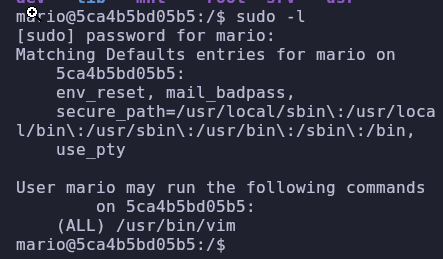 mario@5ca4b5bd05b5:/$ sudo -l
[sudo] password for mario:
Matching Defaults entries for mario on
    5ca4b5bd05b5:
    env_reset, mail_badpass,
    secure_path=/usr/local/sbin\:/usr/loca
l/bin\:/usr/sbin\:/usr/bin\:/sbin\:/bin,
    use_pty

User mario may run the following commands
        on 5ca4b5bd05b5:
    (ALL) /usr/bin/vim
mario@5ca4b5bd05b5:/$